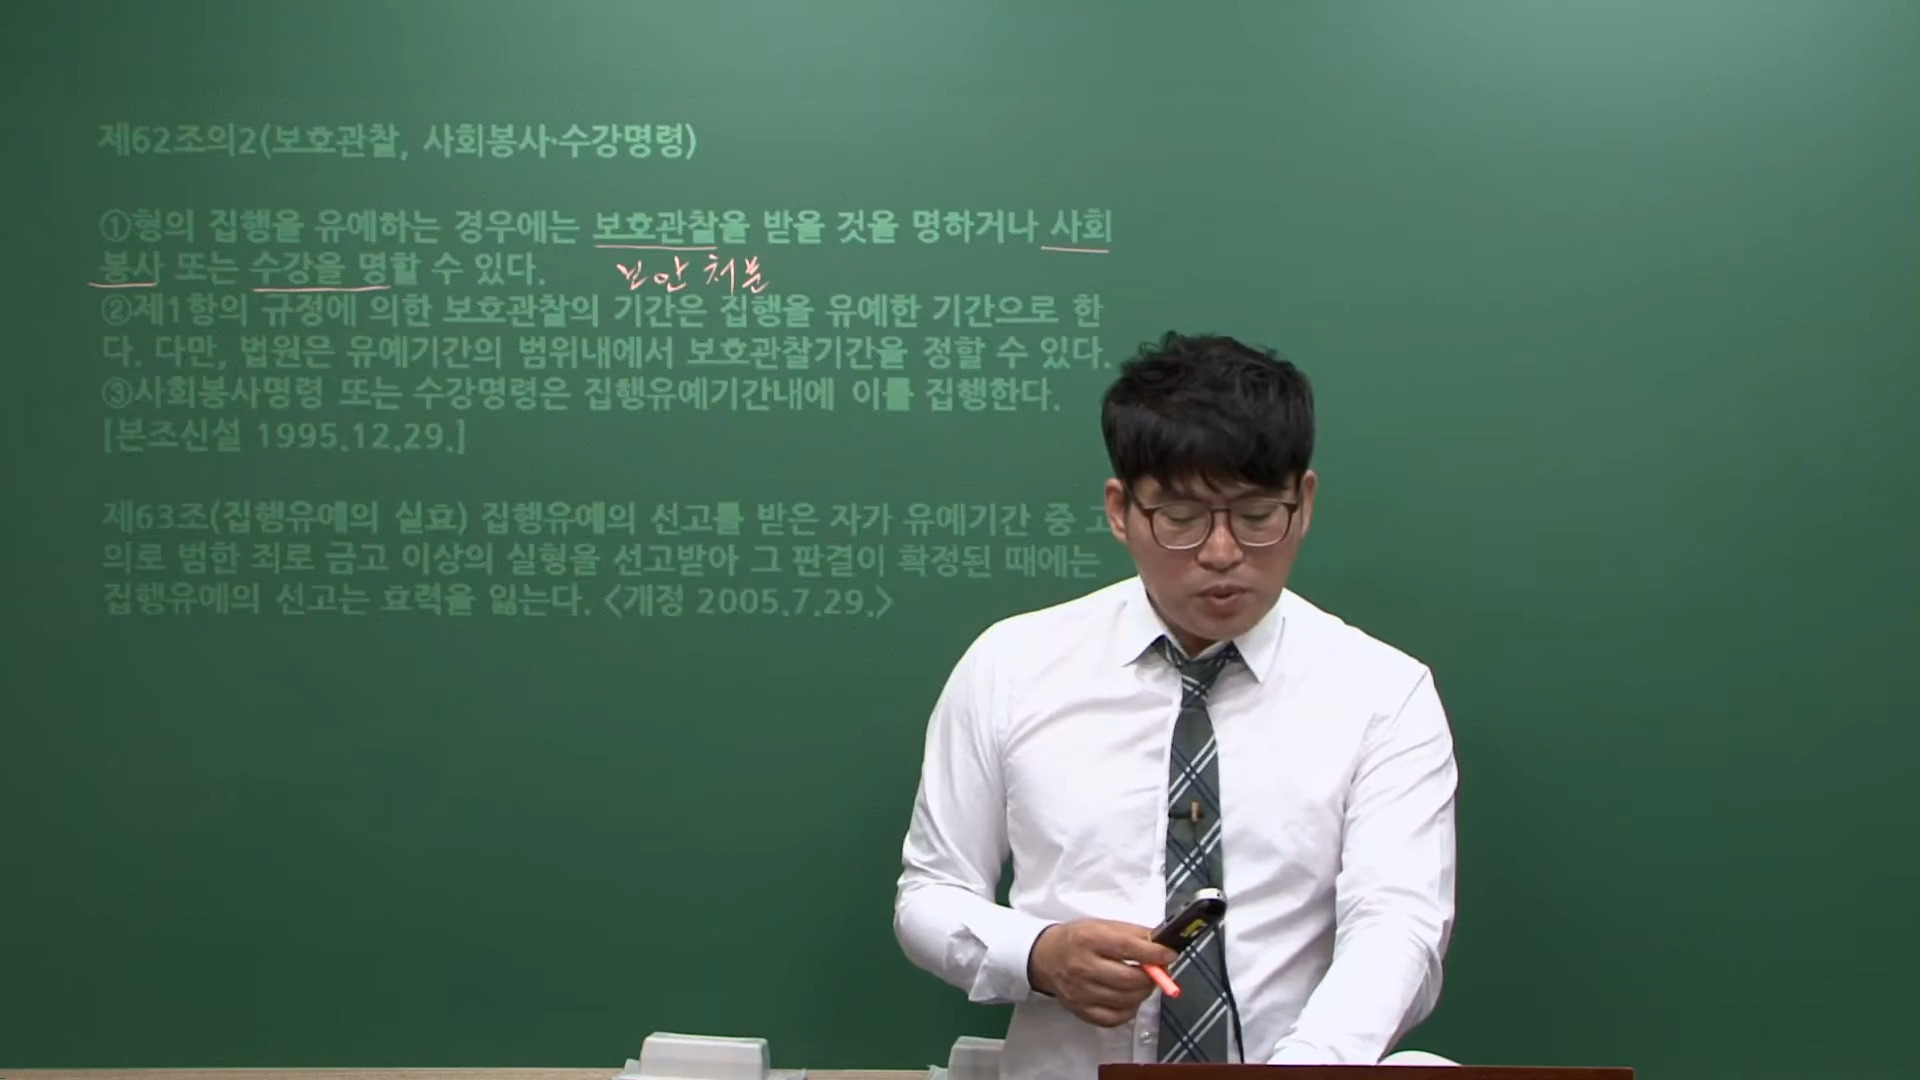 제62조의2(보호관찰, 사회봉사·수강명령)
①형의 집행을 유예하는 경우에는 보호관찰을 받을 것을 명하거나 사회
봉사 또는 수강을 명할 수 있다.
보안처분
②제1항의 규정에 의한 보호관찰의 기간은 집행을 유예한 기간으로 한
다. 다만, 법원은 유예기간의 범위내에서 보호관찰기간을 정할 수 있다.
③사회봉사명령 또는 수강명령은 집행유예기간내에 이를 집행한다.
[본조신설 1995.12.29.]
제63조(집행유예의 실효) 집행유예의 선고를 받은 자가 유예기간 중 고
의로 범한 죄로 금고 이상의 실형을 선고받아 그 판결이 확정된 때에는
집행유예의 선고는 효력을 잃는다. <개정 2005.7.29.>